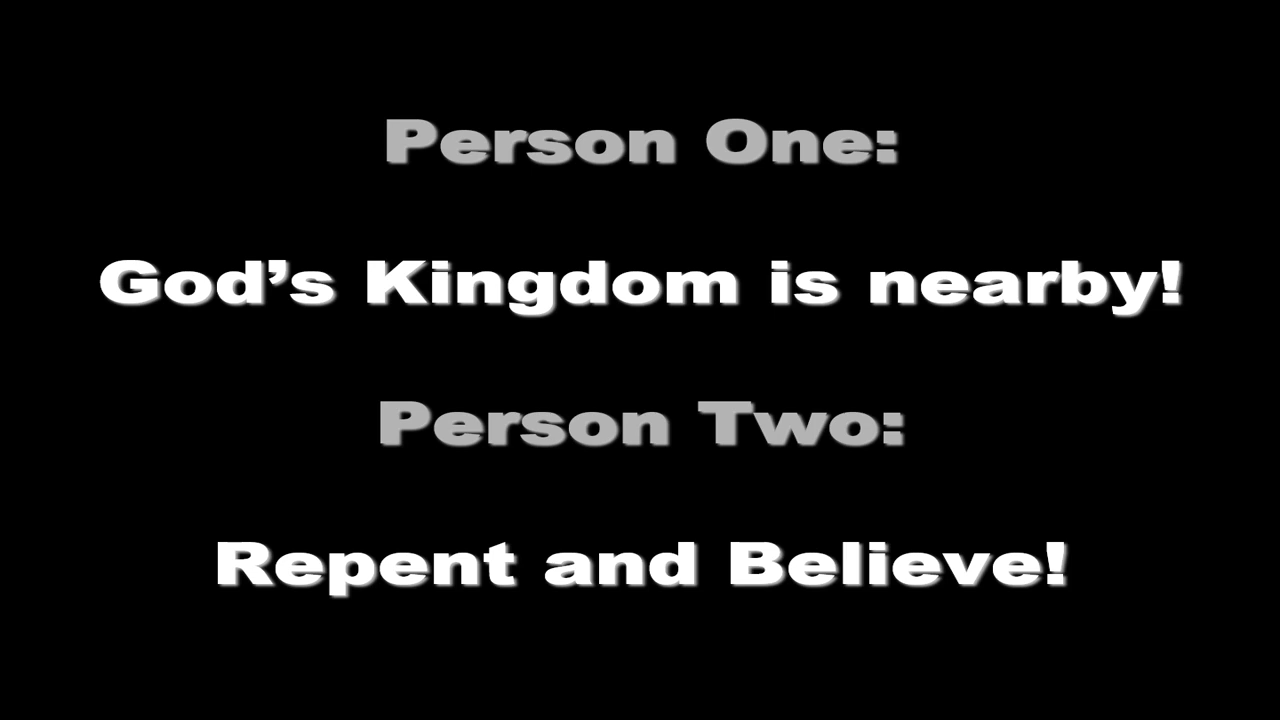 Person One:
God’s Kingdom is nearby!
Person Two:
Repent and Believe!